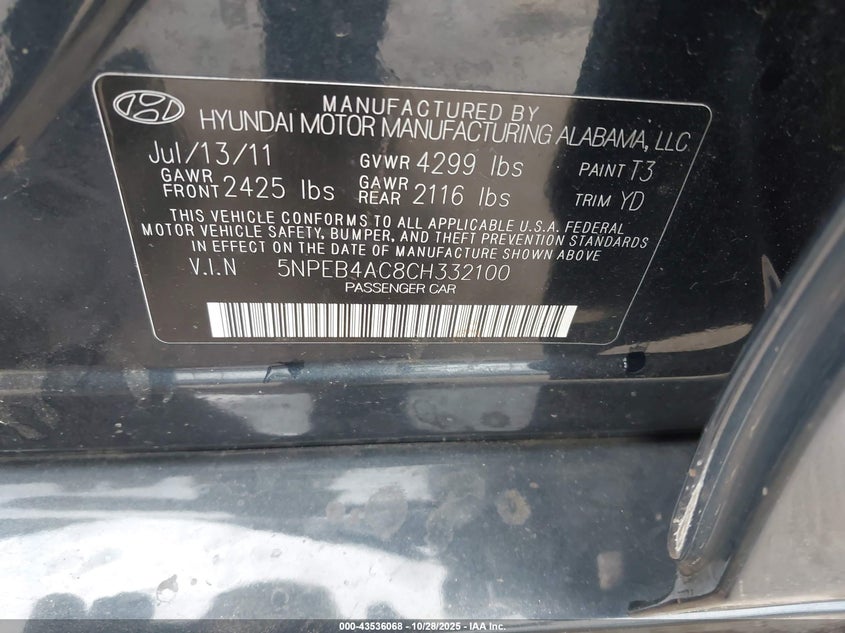 MANUFACTURED BY
HYUNDAI MOTOR MANUFACTURING ALABAMA, LLC
Jul/13/11 GVWR 4299 lbs PAINT T3
GAWR FRONT 2425 lbs GAWR REAR 2116 lbs TRIM YD
THIS VEHICLE CONFORMS TO ALL APPLICABLE U.S.A. FEDERAL
MOTOR VEHICLE SAFETY, BUMPER, AND THEFT PREVENTION STANDARDS
IN EFFECT ON THE DATE OF MANUFACTURE SHOWN ABOVE.
V.I.N 5NPEB4AC8CH332100
PASSENGER CAR
000-43536068 - 10/28/2025 - IAA Inc.